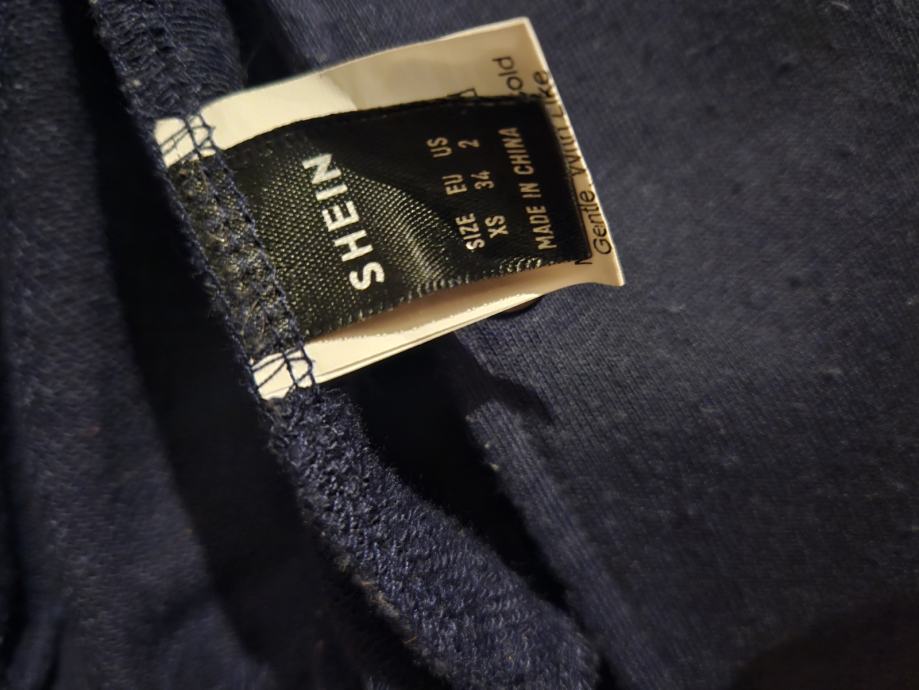 SHEIN
SIZE EU US
XS 34 2
MADE IN CHINA
Gentle, With Like